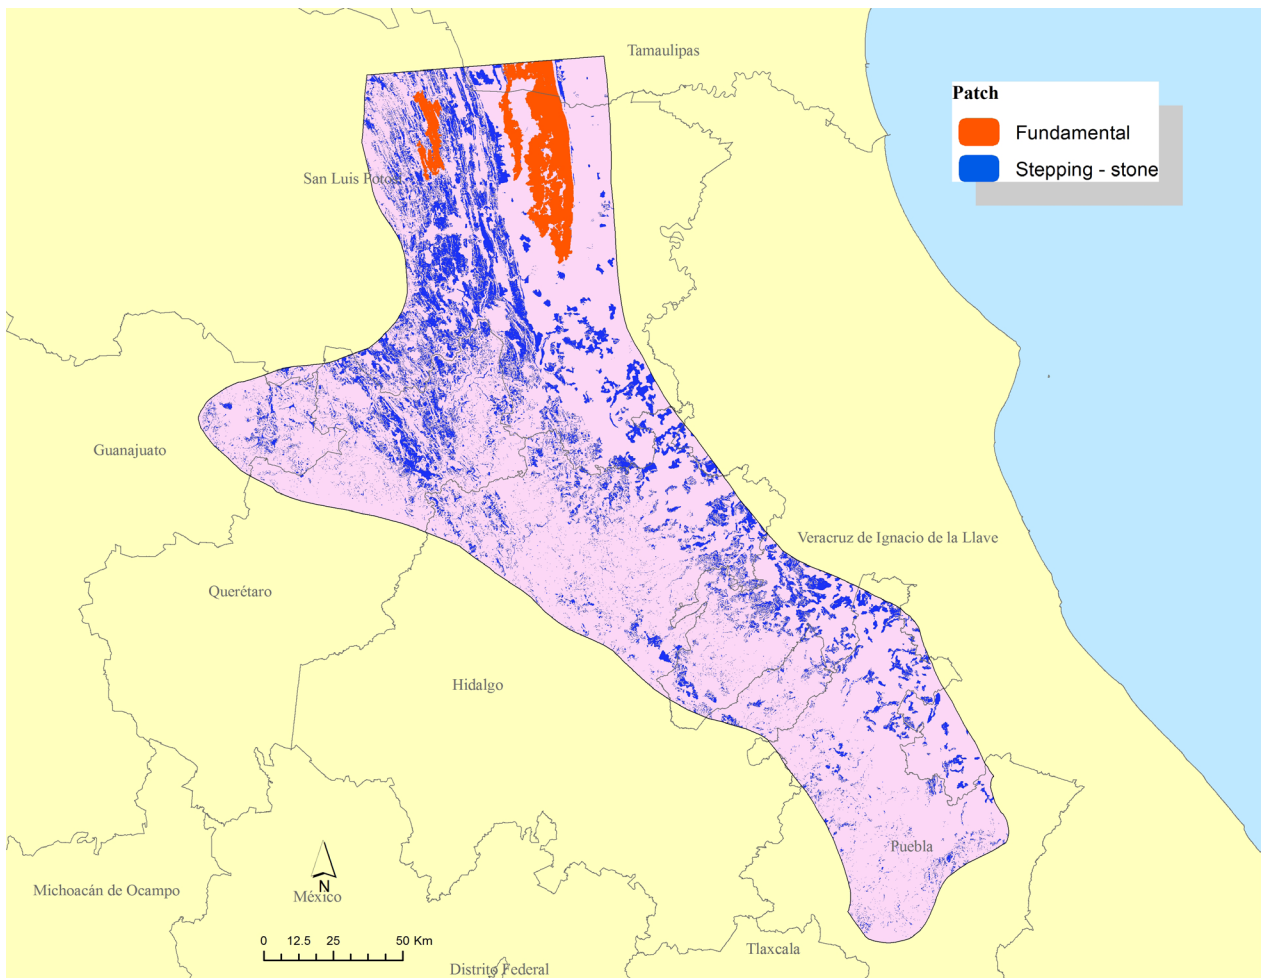 Tamaulipas
Patch
Fundamental
Stepping - stone
San Luis Potosí
Guanajuato
Veracruz de Ignacio de la Llave
Querétaro
Hidalgo
Puebla
Michoacán de Ocampo
México
N
0 12.5 25 50 Km
Tlaxcala
Distrito Federal